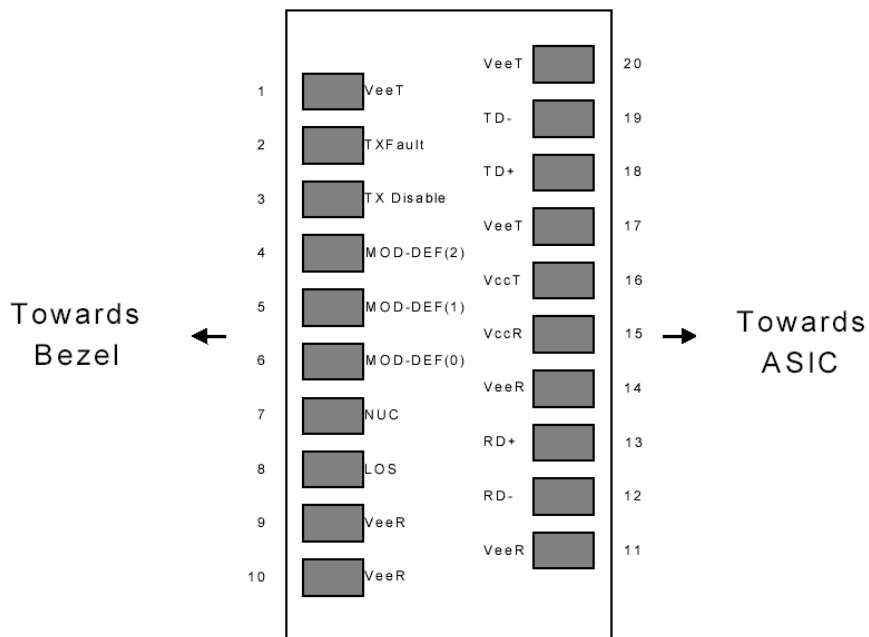 VeeT 20
1 VeeT
TD- 19
2 TXFault
TD+ 18
3 TX Disable
VeeT 17
4 MOD-DEF(2)
VccT 16
5 MOD-DEF(1)
Towards
Bezel
VccR 15
Towards
ASIC
6 MOD-DEF(0)
VeeR 14
7 NUC
RD+ 13
8 LOS
RD- 12
9 VeeR
VeeR 11
10 VeeR